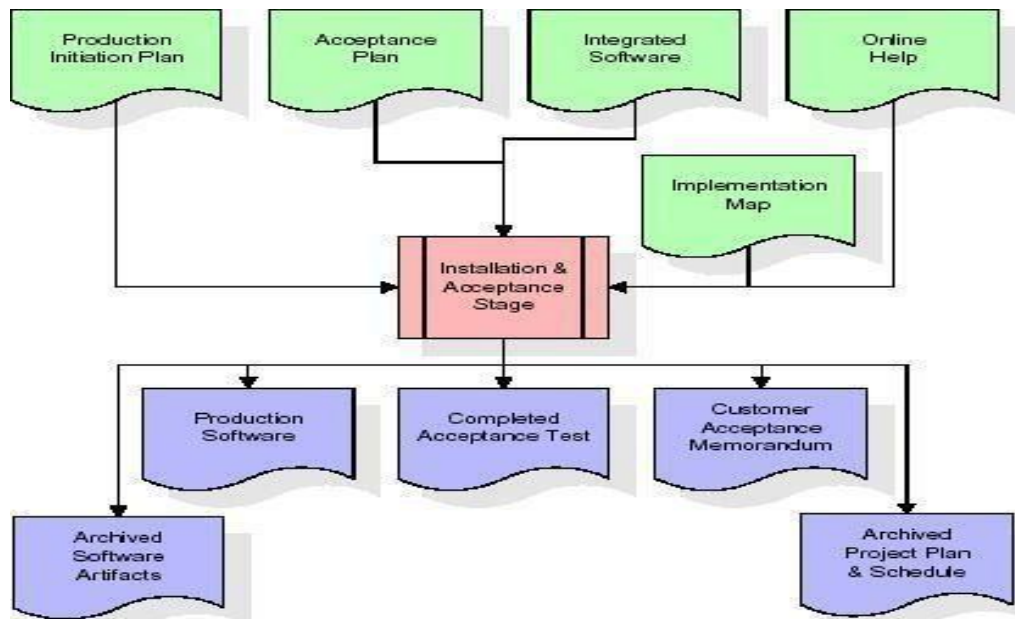 Production
Initiation Plan
Acceptance
Plan
Integrated
Software
Online
Help
Implementation
Map
Installation &
Acceptance
Stage
Production
Software
Completed
Acceptance Test
Customer
Acceptance
Memorandum
Archived
Software
Artifacts
Archived
Project Plan
& Schedule